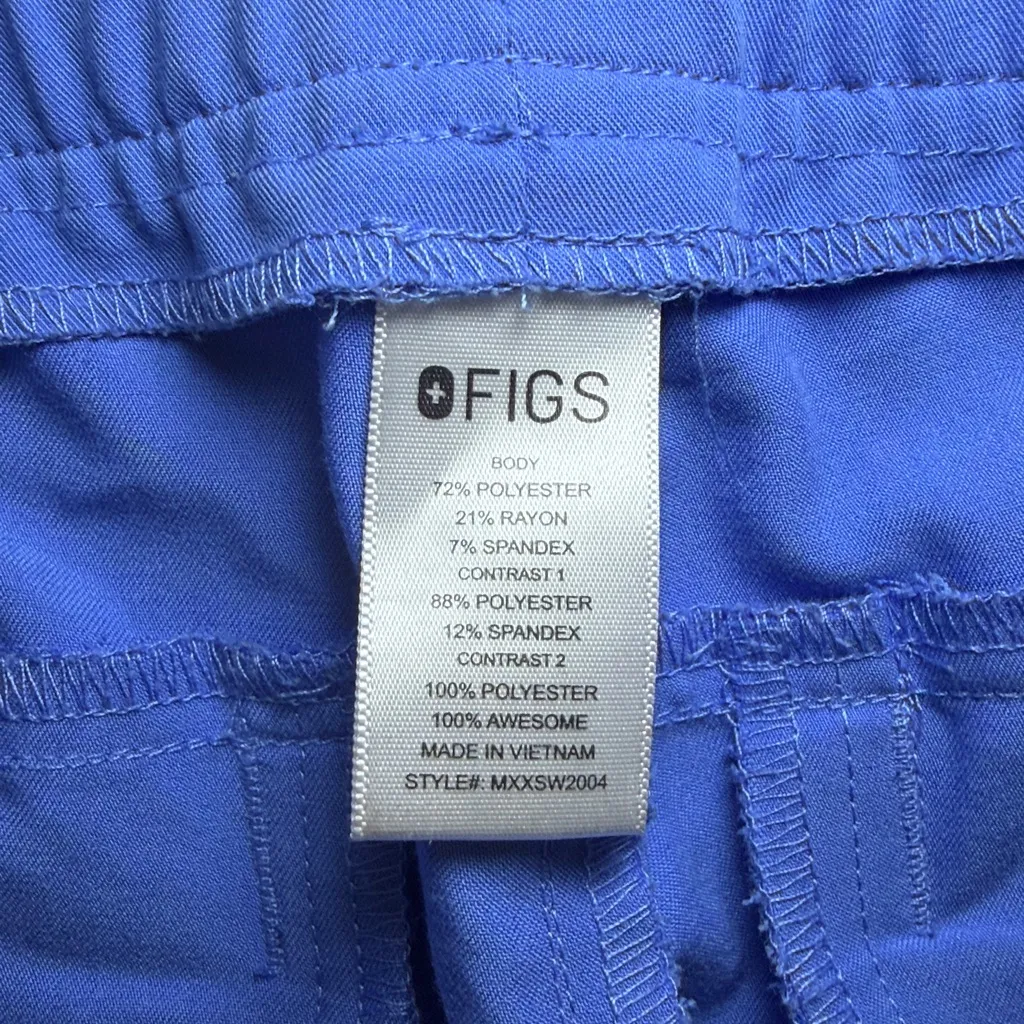 FIGS
BODY
72% POLYESTER
21% RAYON
7% SPANDEX
CONTRAST 1
88% POLYESTER
12% SPANDEX
CONTRAST 2
100% POLYESTER
100% AWESOME
MADE IN VIETNAM
STYLE#: MXXSW2004